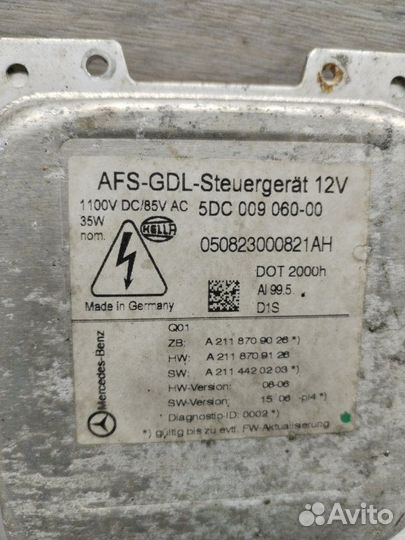 AFS-GDL-Steuergerät 12V
1100V DC/85V AC 5DC 009 060-00
35W
nom.
HELLA
050823000821AH
DOT 2000h
Al 99.5
D1S
Made in Germany
Mercedes-Benz
Q01
ZB: A 211 870 90 26 *)
HW: A 211 870 91 26
SW: A 211 442 02 03 *)
HW-Version: 06-06
SW-Version: 15 06 -pl4 *)
Diagnostic-ID: 0002 *)
*) gültig bis zu evtl. FW-Aktualisierung
Avito